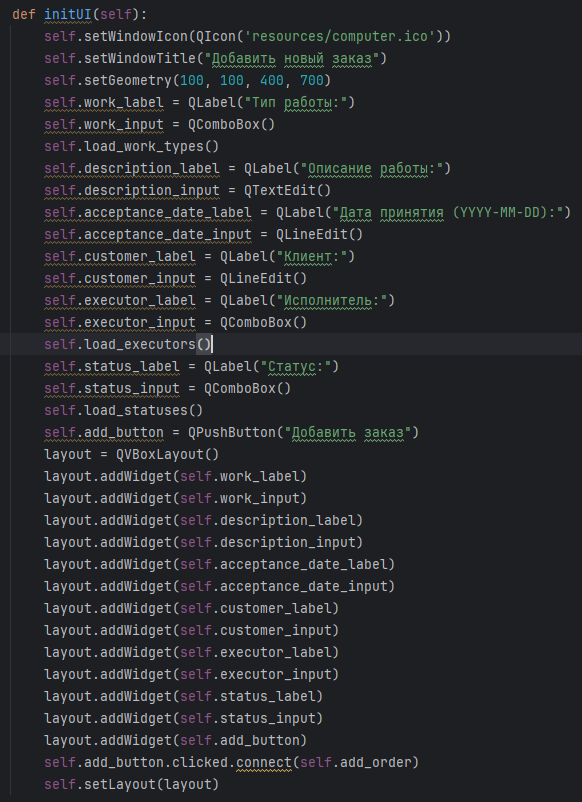 def initUI(self):
self.setWindowIcon(QIcon('resources/computer.ico'))
self.setWindowTitle("Добавить новый заказ")
self.setGeometry(100, 100, 400, 700)
self.work_label = QLabel("Тип работы:")
self.work_input = QComboBox()
self.load_work_types()
self.description_label = QLabel("Описание работы:")
self.description_input = QTextEdit()
self.acceptance_date_label = QLabel("Дата принятия (YYYY-MM-DD):")
self.acceptance_date_input = QLineEdit()
self.customer_label = QLabel("Клиент:")
self.customer_input = QLineEdit()
self.executor_label = QLabel("Исполнитель:")
self.executor_input = QComboBox()
self.load_executors()
self.status_label = QLabel("Статус:")
self.status_input = QComboBox()
self.load_statuses()
self.add_button = QPushButton("Добавить заказ")
layout = QVBoxLayout()
layout.addWidget(self.work_label)
layout.addWidget(self.work_input)
layout.addWidget(self.description_label)
layout.addWidget(self.description_input)
layout.addWidget(self.acceptance_date_label)
layout.addWidget(self.acceptance_date_input)
layout.addWidget(self.customer_label)
layout.addWidget(self.customer_input)
layout.addWidget(self.executor_label)
layout.addWidget(self.executor_input)
layout.addWidget(self.status_label)
layout.addWidget(self.status_input)
layout.addWidget(self.add_button)
self.add_button.clicked.connect(self.add_order)
self.setLayout(layout)